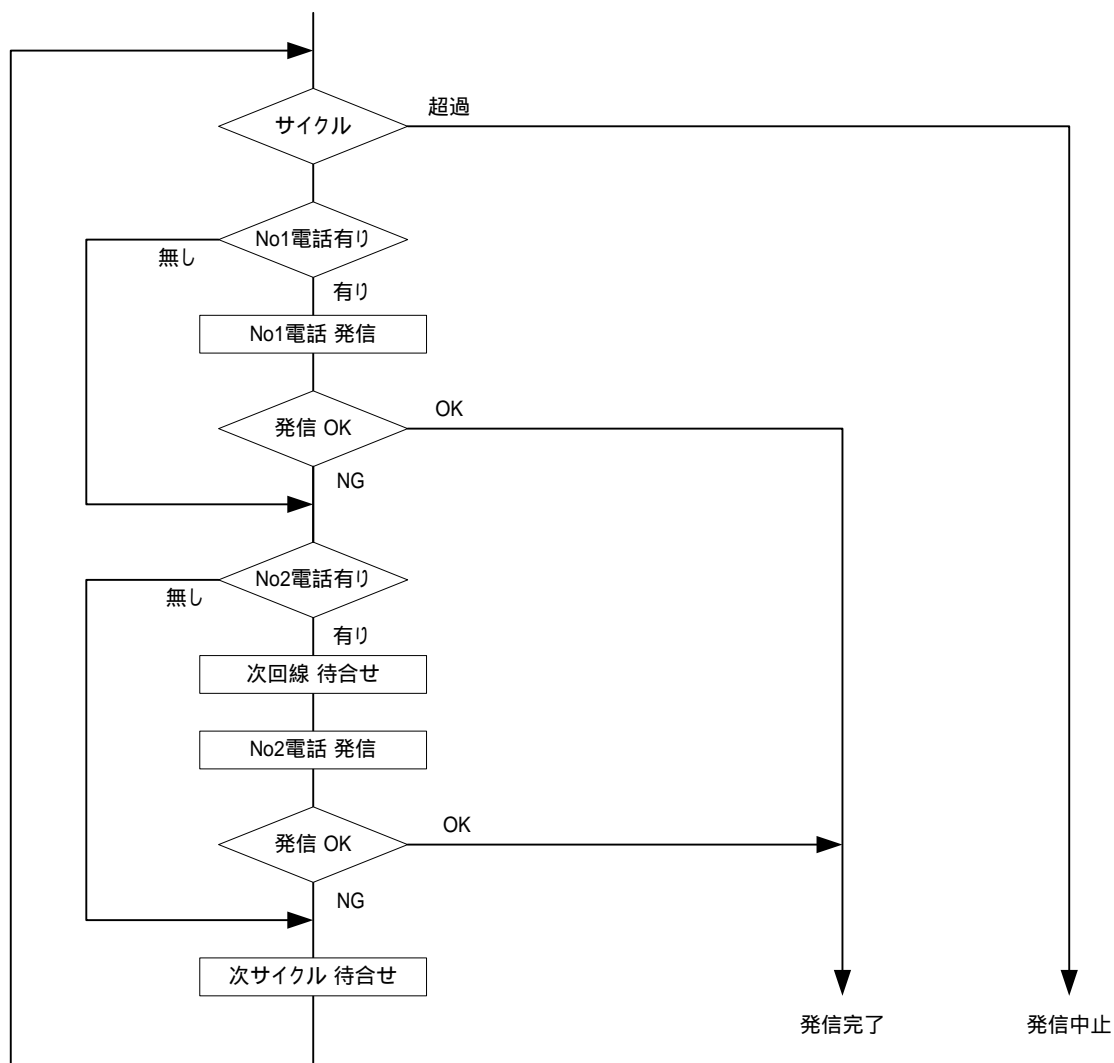 超過
サイクル
No1電話有り
無し
有り
No1電話 発信
OK
発信 OK
NG
No2電話有り
無し
有り
次回線 待合せ
No2電話 発信
OK
発信 OK
NG
次サイクル 待合せ
発信完了
発信中止